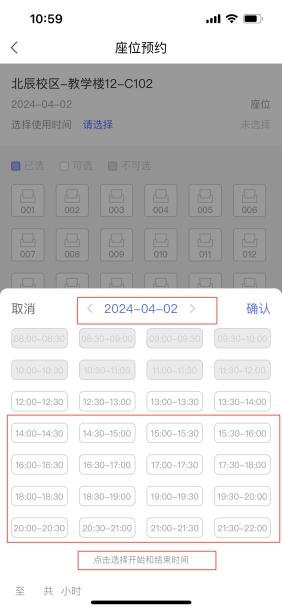 10:59
座位预约
北辰校区-教学楼12-C102
2024-04-02 座位
选择使用时间 请选择 未选择
已选 可选 不可选
001 002 003 004 005 006
007 008 009 010 011 012
取消 2024-04-02 确认
08:00-08:30 08:30-09:00 09:00-09:30 09:30-10:00
10:00-10:30 10:30-11:00 11:00-11:30 11:30-12:00
12:00-12:30 12:30-13:00 13:00-13:30 13:30-14:00
14:00-14:30 14:30-15:00 15:00-15:30 15:30-16:00
16:00-16:30 16:30-17:00 17:00-17:30 17:30-18:00
18:00-18:30 18:30-19:00 19:00-19:30 19:30-20:00
20:00-20:30 20:30-21:00 21:00-21:30 21:30-22:00
点击选择开始和结束时间
至 共 小时